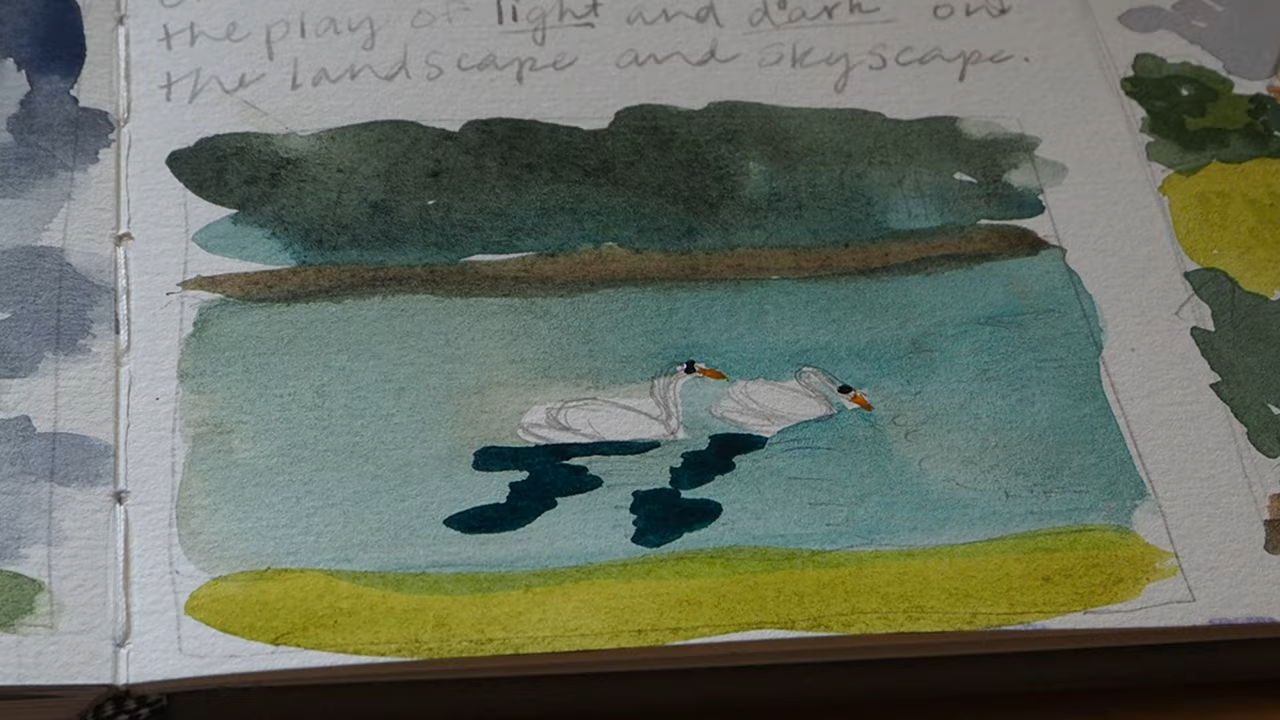 the play of light and dark on
the landscape and skyscape.